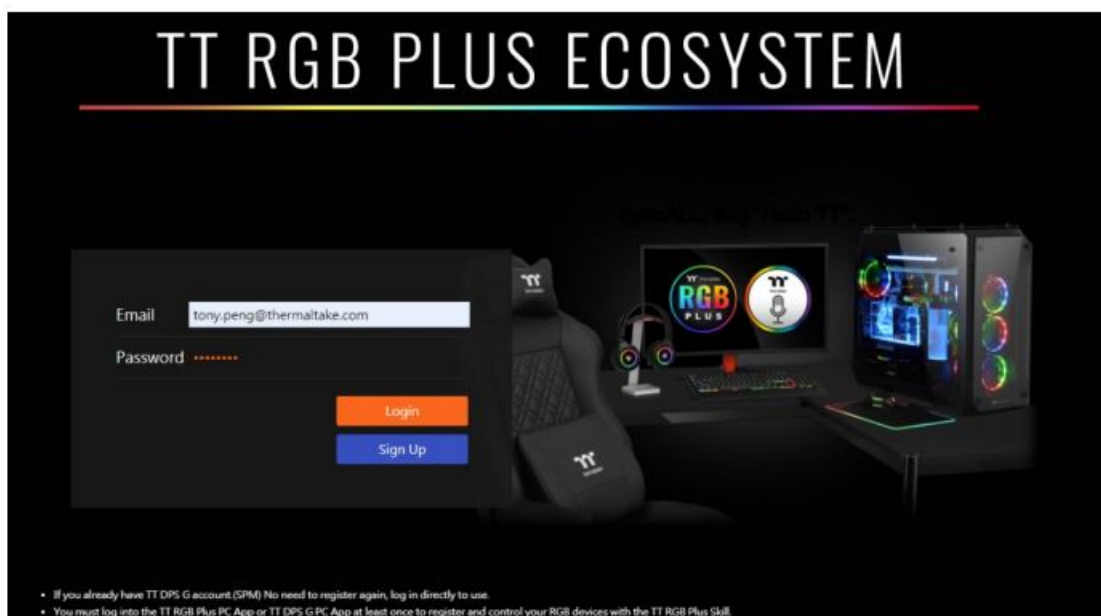 TT RGB PLUS ECOSYSTEM
Email tony.peng@thermaltake.com
Password ••••••••
Login
Sign Up
RGB
PLUS
• If you already have TT DPS G account.(SPM) No need to register again, log in directly to use.
• You must log into the TT RGB Plus PC App or TT DPS G PC App at least once to register and control your RGB devices with the TT RGB Plus Skill.